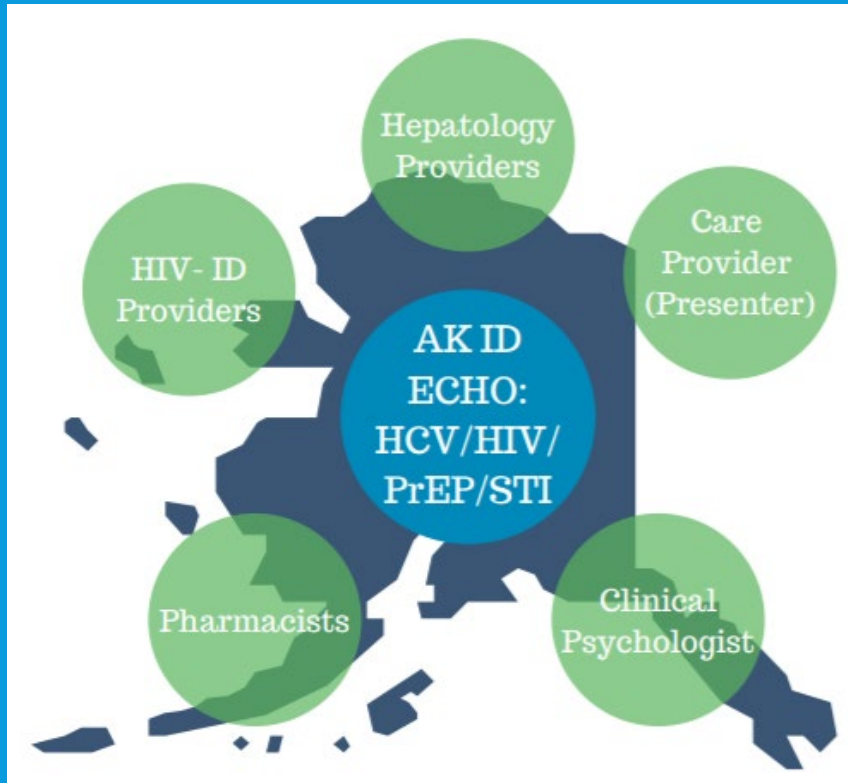 Hepatology
Providers
Care
Provider
(Presenter)
HIV- ID
Providers
AK ID
ECHO:
HCV/HIV/
PrEP/STI
Pharmacists
Clinical
Psychologist